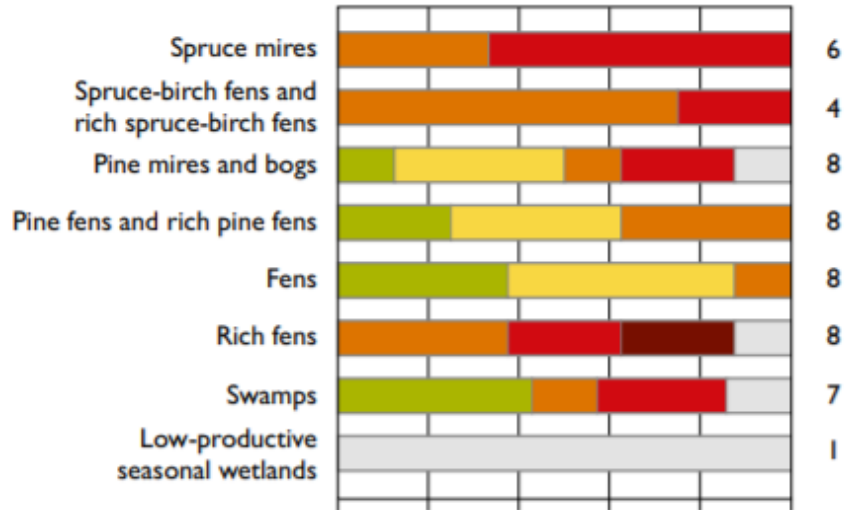 Spruce mires 6
Spruce-birch fens and
rich spruce-birch fens 4
Pine mires and bogs 8
Pine fens and rich pine fens 8
Fens 8
Rich fens 8
Swamps 7
Low-productive
seasonal wetlands 1